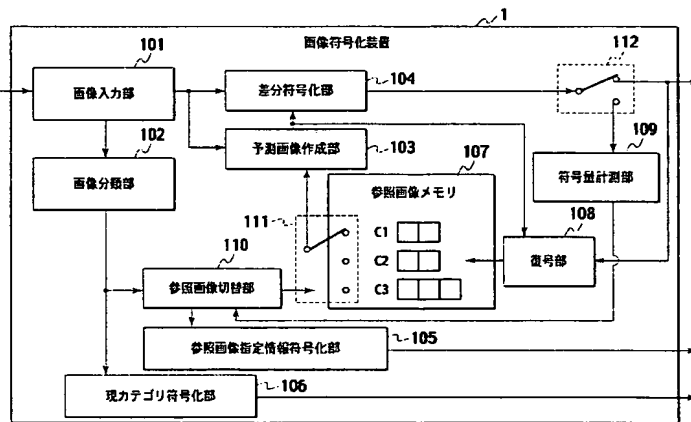 1
画像符号化装置
101
画像入力部
差分符号化部
104
112
102
予測画像作成部
103
109
画像分類部
107
符号量計測部
参照画像メモリ
111
108
C1
110
C2
復号部
参照画像切替部
C3
参照画像指定情報符号化部
105
現カテゴリ符号化部
106